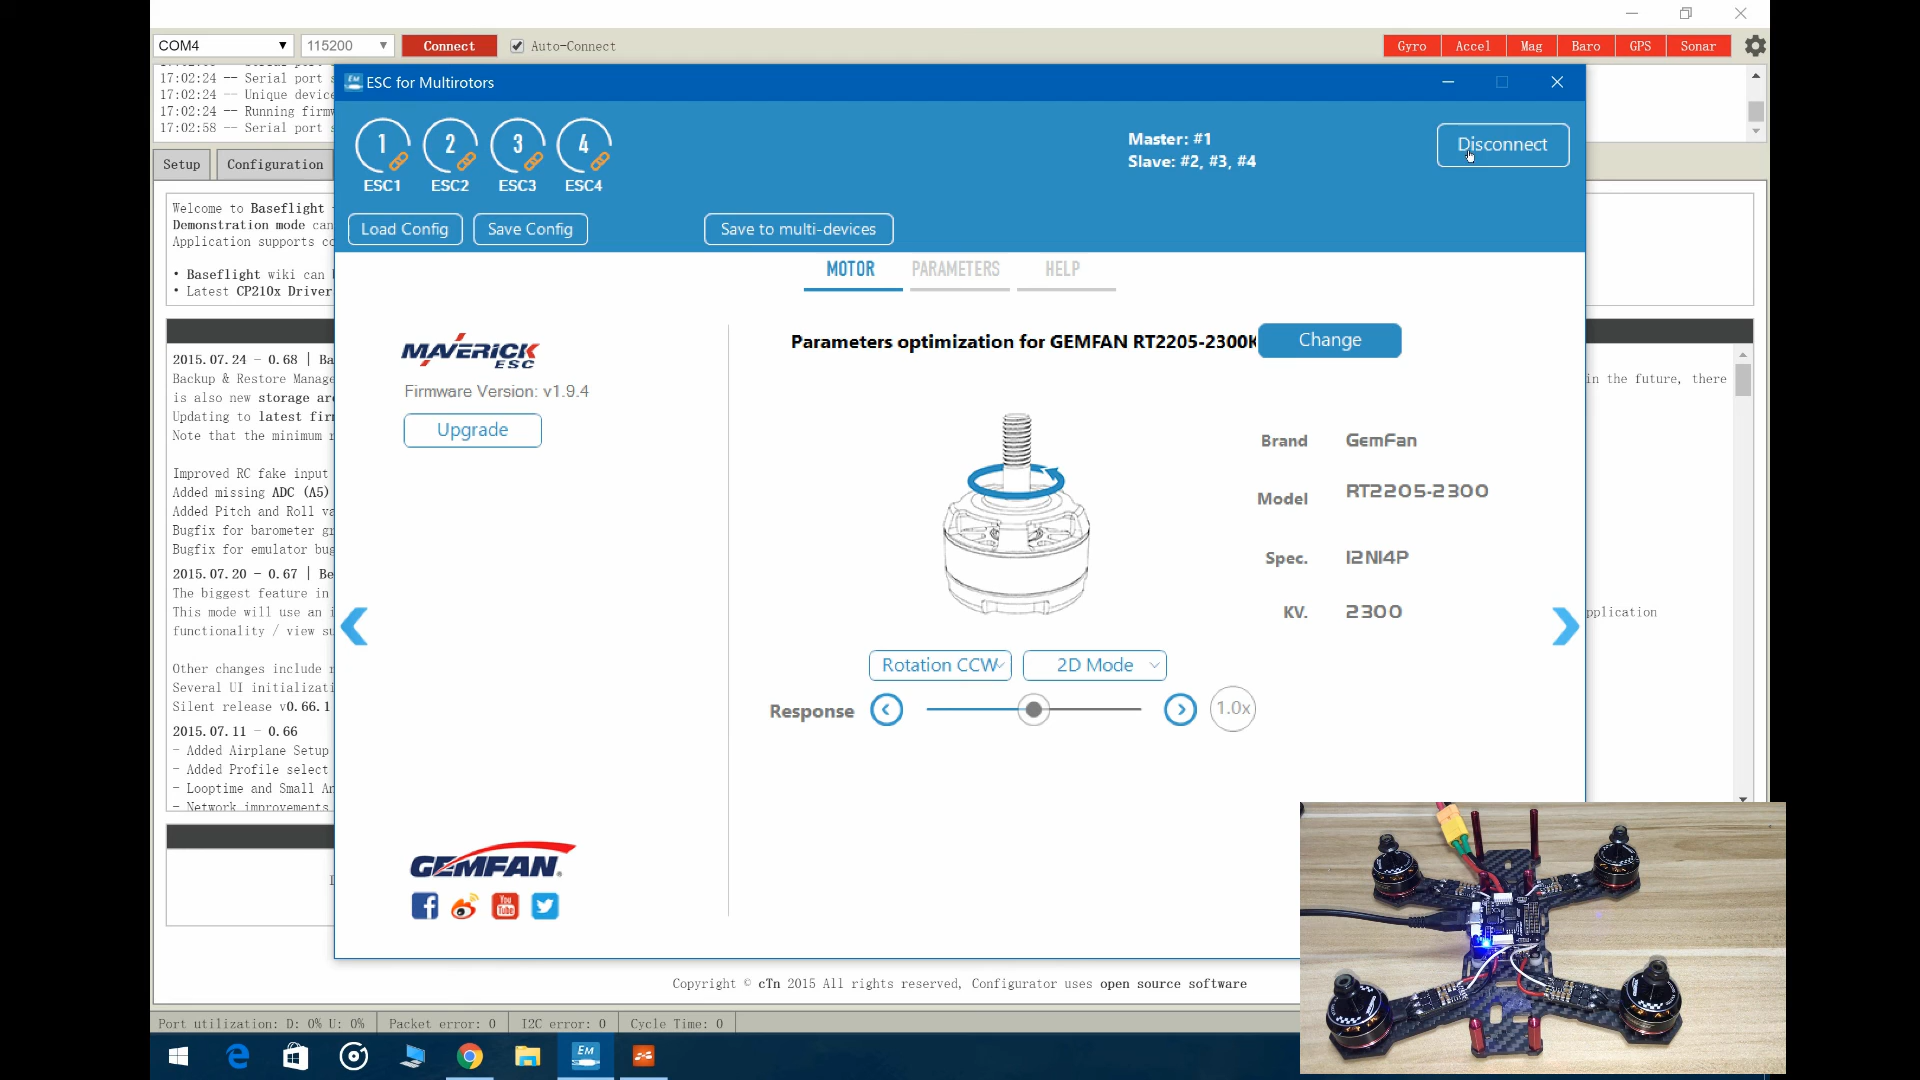 COM4
115200
Connect
Auto-Connect
Gyro
Accel
Mag
Baro
GPS
Sonar
17:02:24 -- Serial port s
17:02:24 -- Unique device
17:02:24 -- Running firmw
17:02:58 -- Serial port s
Setup
Configuration
Welcome to Baseflight
Demonstration mode can
Application supports co
• Baseflight wiki can b
• Latest CP210x Driver
2015.07.24 - 0.68 | Ba
Backup & Restore Manage
in the future, there
is also new storage are
Updating to latest firm
Note that the minimum r
Improved RC fake input
Added missing ADC (A5)
Added Pitch and Roll va
Bugfix for barometer gr
Bugfix for emulator bug
2015.07.20 - 0.67 | Be
The biggest feature in
This mode will use an i
pplication
functionality / view su
Other changes include r
Several UI initializati
Silent release v0.66.1
2015.07.11 - 0.66
- Added Airplane Setup
- Added Profile select
- Looptime and Small An
- Network improvements
ESC for Multirotors
1
2
3
4
ESC1
ESC2
ESC3
ESC4
Master: #1
Slave: #2, #3, #4
Disconnect
Load Config
Save Config
Save to multi-devices
MOTOR
PARAMETERS
HELP
MAVERICK
ESC
Firmware Version: v1.9.4
Upgrade
Parameters optimization for GEMFAN RT2205-2300K
Change
Brand GemFan
Model RT2205-2300
Spec. 12N14P
KV. 2300
Rotation CCW
2D Mode
Response
1.0x
GEMFAN
You
Tube
Copyright © cTn 2015 All rights reserved, Configurator uses open source software
Port utilization: D: 0% U: 0%
Packet error: 0
I2C error: 0
Cycle Time: 0
EM